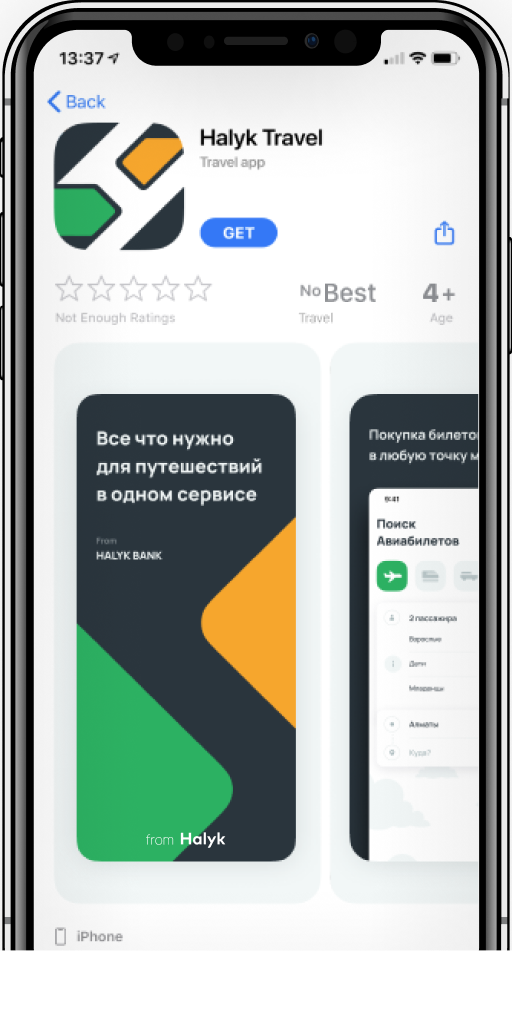 13:37
Back
Halyk Travel
Travel app
GET
No Best
4+
Not Enough Ratings
Travel
Age
Все что нужно
для путешествий
в одном сервисе
From
HALYK BANK
from Halyk
Покупка билето
в любую точку м
9:41
Поиск
Авиабилетов
2 пассажира
Взрослые
Дети
Младенцы
Алматы
Куда?
iPhone